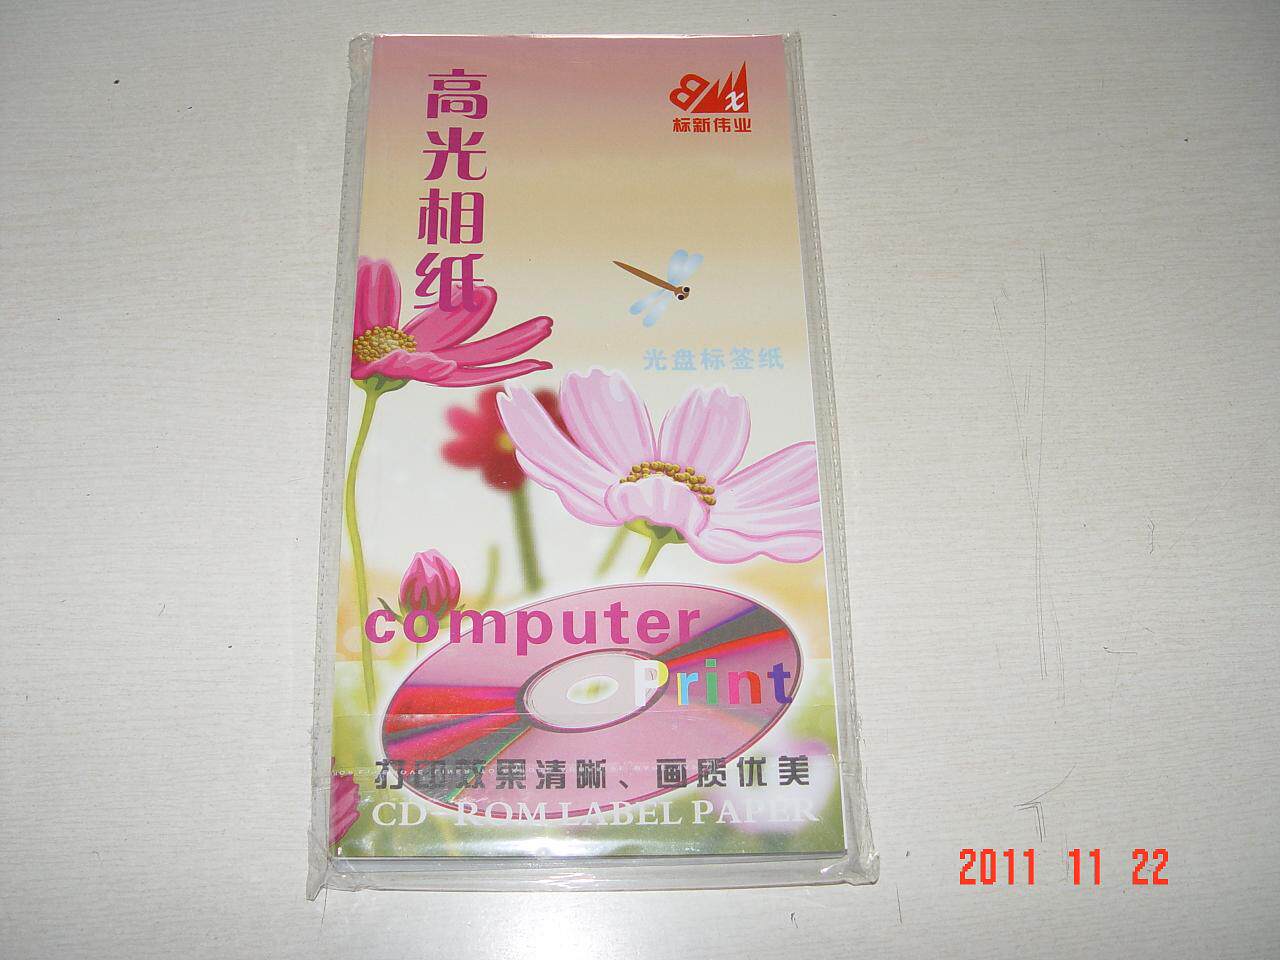 高光相纸
BMx
标新伟业
光盘标签纸
computer
Print
打印效果清晰、画质优美
CD-ROM LABEL PAPER
2011 11 22